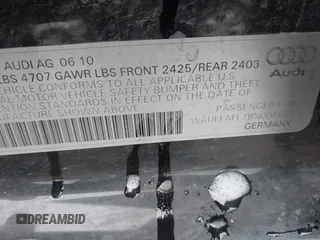 AUDI AG 06 10
LBS 4707 GAWR LBS FRONT 2425/REAR 2403
CONFORMS TO ALL APPLICABLE U.S.
MOTOR VEHICLE SAFETY BUMPER AND THEFT
STANDARDS IN EFFECT ON THE DATE OF
MANUFACTURE SHOWN ABOVE.
Audi
PASSENGER
GERMANY
DREAMBID